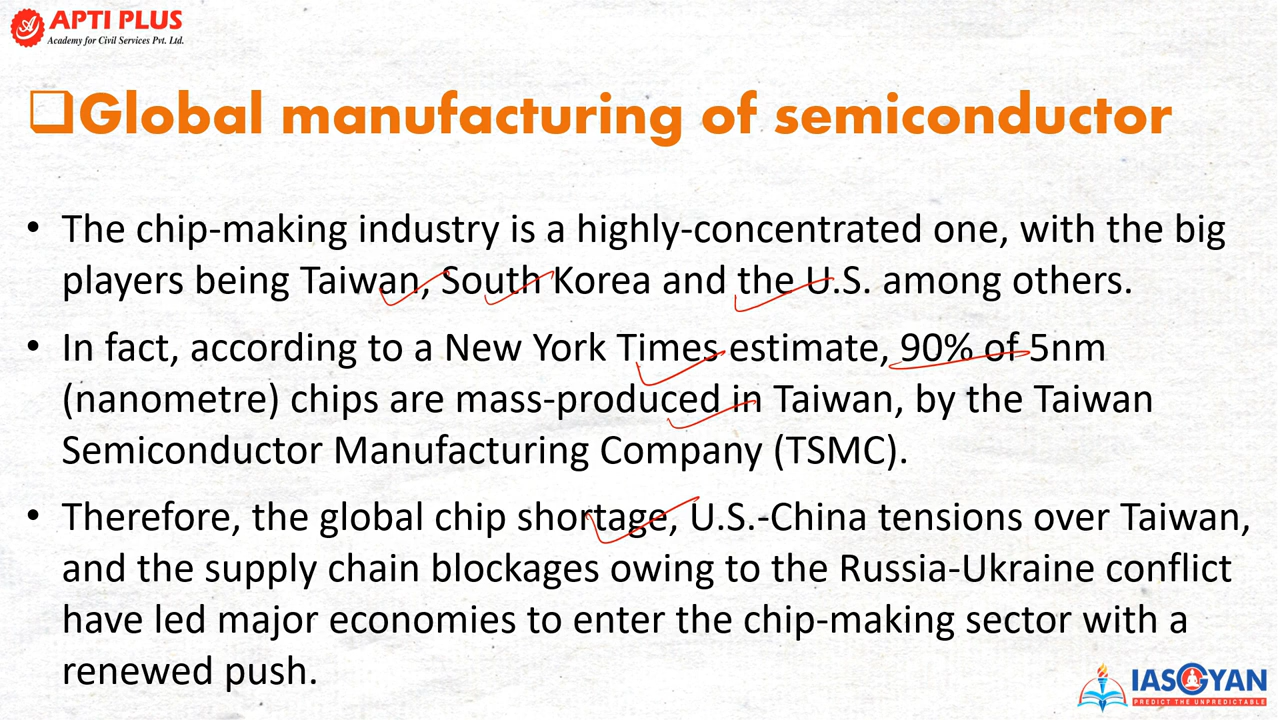 APTI PLUS
Academy for Civil Services Pvt. Ltd.
Global manufacturing of semiconductor
• The chip-making industry is a highly-concentrated one, with the big
players being Taiwan, South Korea and the U.S. among others.
• In fact, according to a New York Times estimate, 90% of 5nm
(nanometre) chips are mass-produced in Taiwan, by the Taiwan
Semiconductor Manufacturing Company (TSMC).
• Therefore, the global chip shortage, U.S.-China tensions over Taiwan,
and the supply chain blockages owing to the Russia-Ukraine conflict
have led major economies to enter the chip-making sector with a
renewed push.
IASGYAN
PREDICT THE UNPREDICTABLE